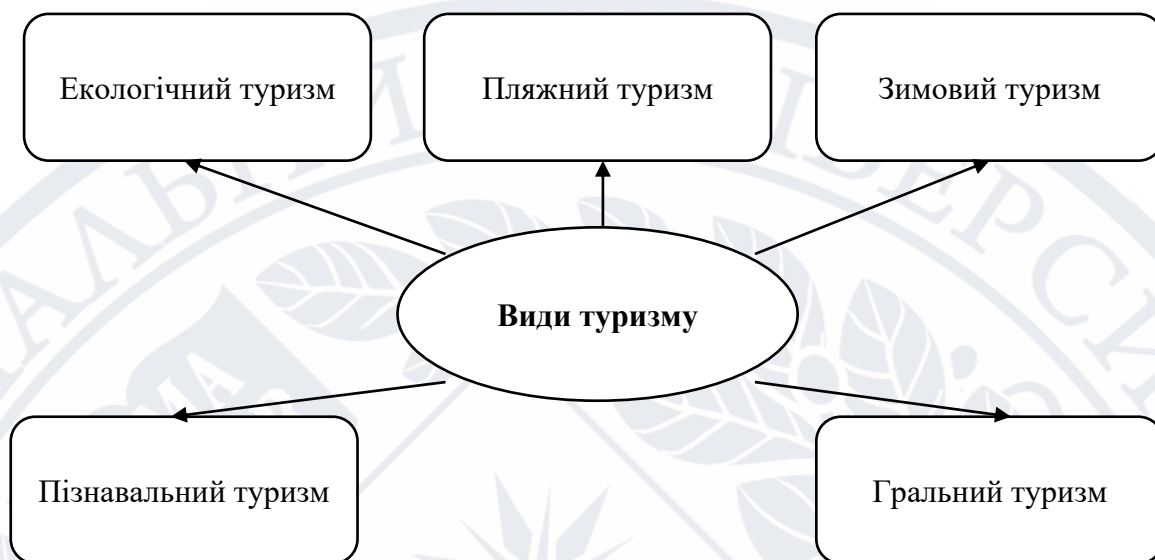 Екологічний туризм
Пляжний туризм
Зимовий туризм
Види туризму
Пізнавальний туризм
Гральний туризм